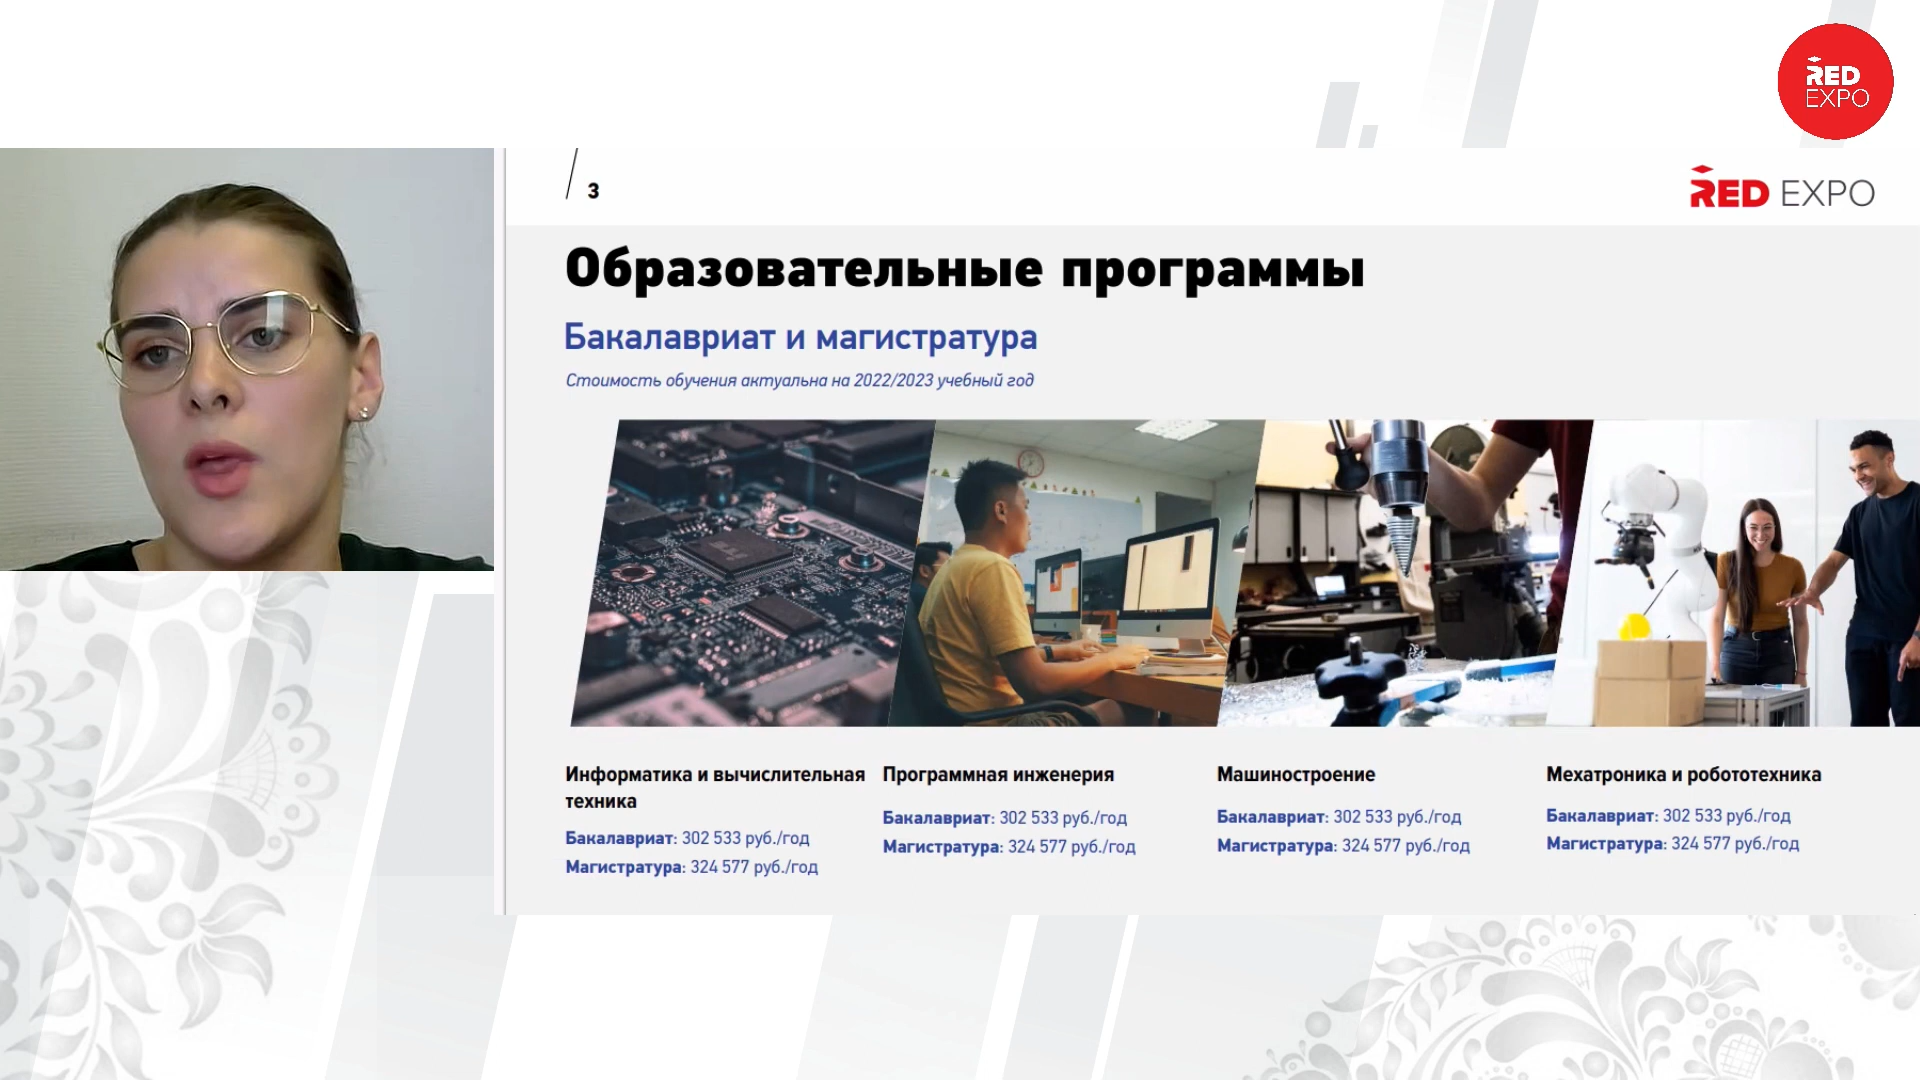 RED
EXPO
3
RED EXPO
Образовательные программы
Бакалавриат и магистратура
Стоимость обучения актуальна на 2022/2023 учебный год
Информатика и вычислительная
техника
Бакалавриат: 302 533 руб./год
Магистратура: 324 577 руб./год
Программная инженерия
Бакалавриат: 302 533 руб./год
Магистратура: 324 577 руб./год
Машиностроение
Бакалавриат: 302 533 руб./год
Магистратура: 324 577 руб./год
Мехатроника и робототехника
Бакалавриат: 302 533 руб./год
Магистратура: 324 577 руб./год